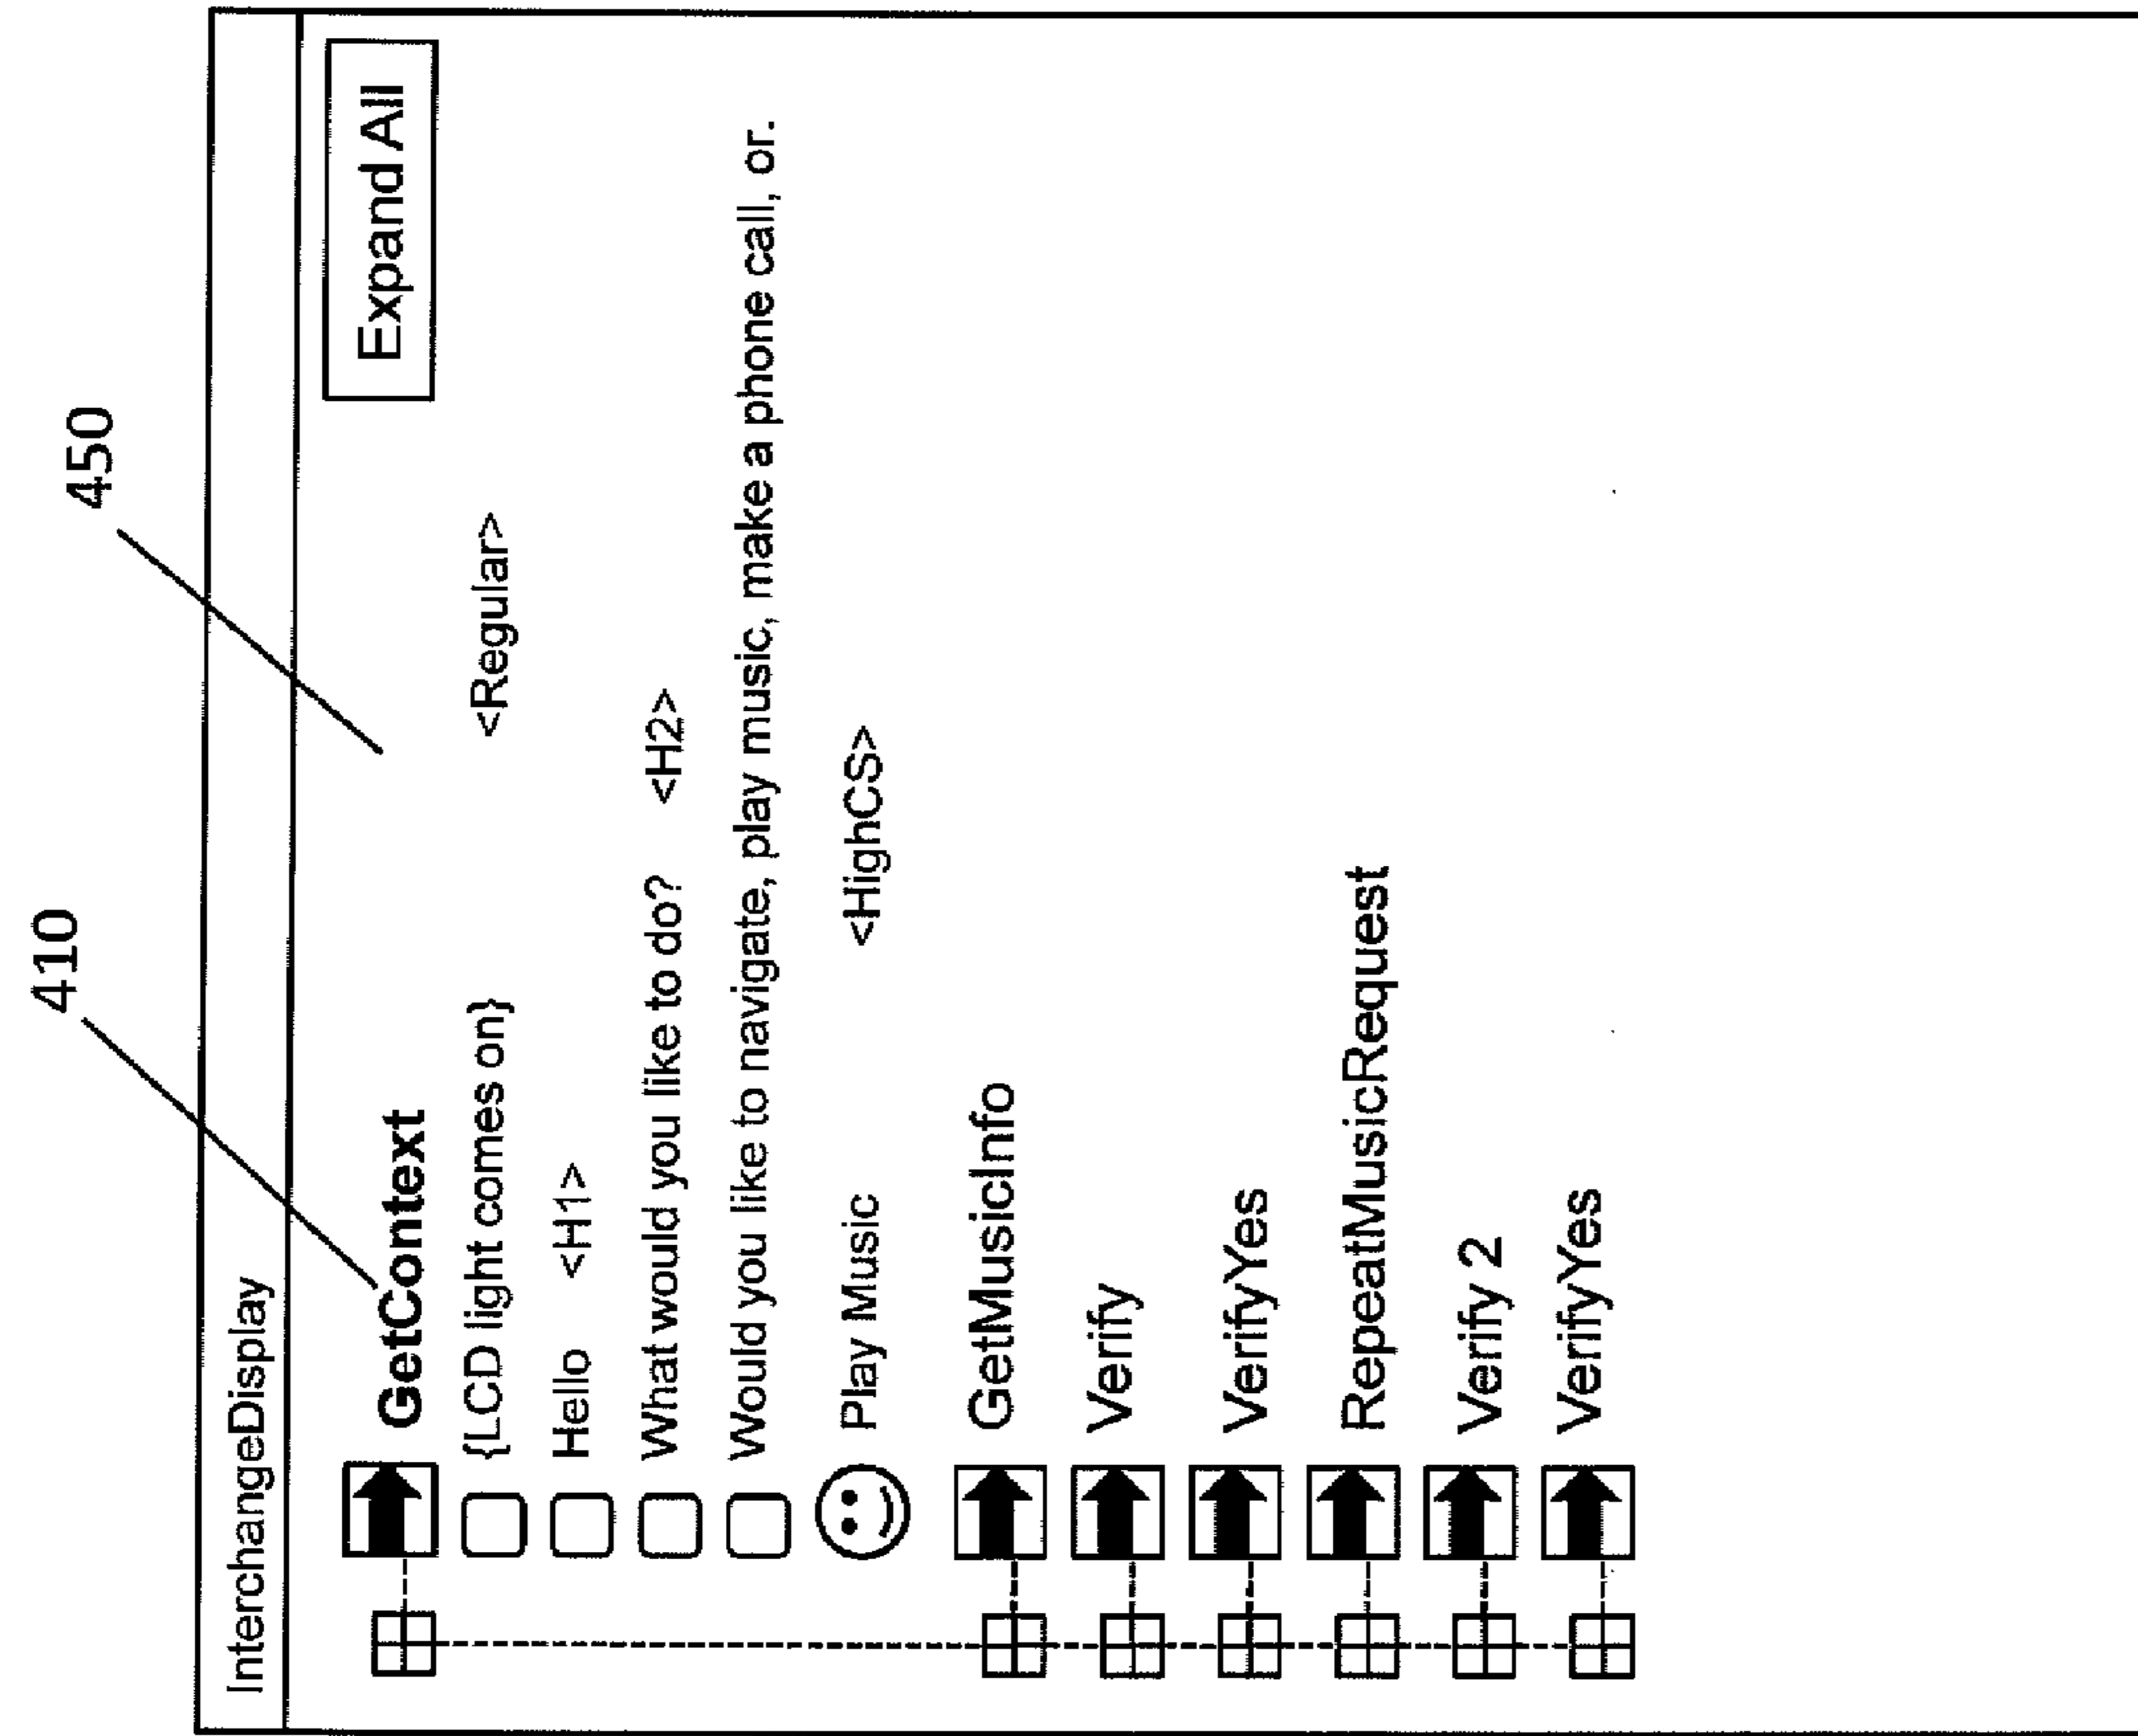 410
450
InterchangeDisplay
Expand All
GetContext
{LCD light comes on} <Regular>
Hello <H1>
What would you like to do? <H2>
Would you like to navigate, play music, make a phone call, or.
Play Music <HighCS>
GetMusicInfo
Verify
VerifyYes
RepeatMusicRequest
Verify 2
VerifyYes